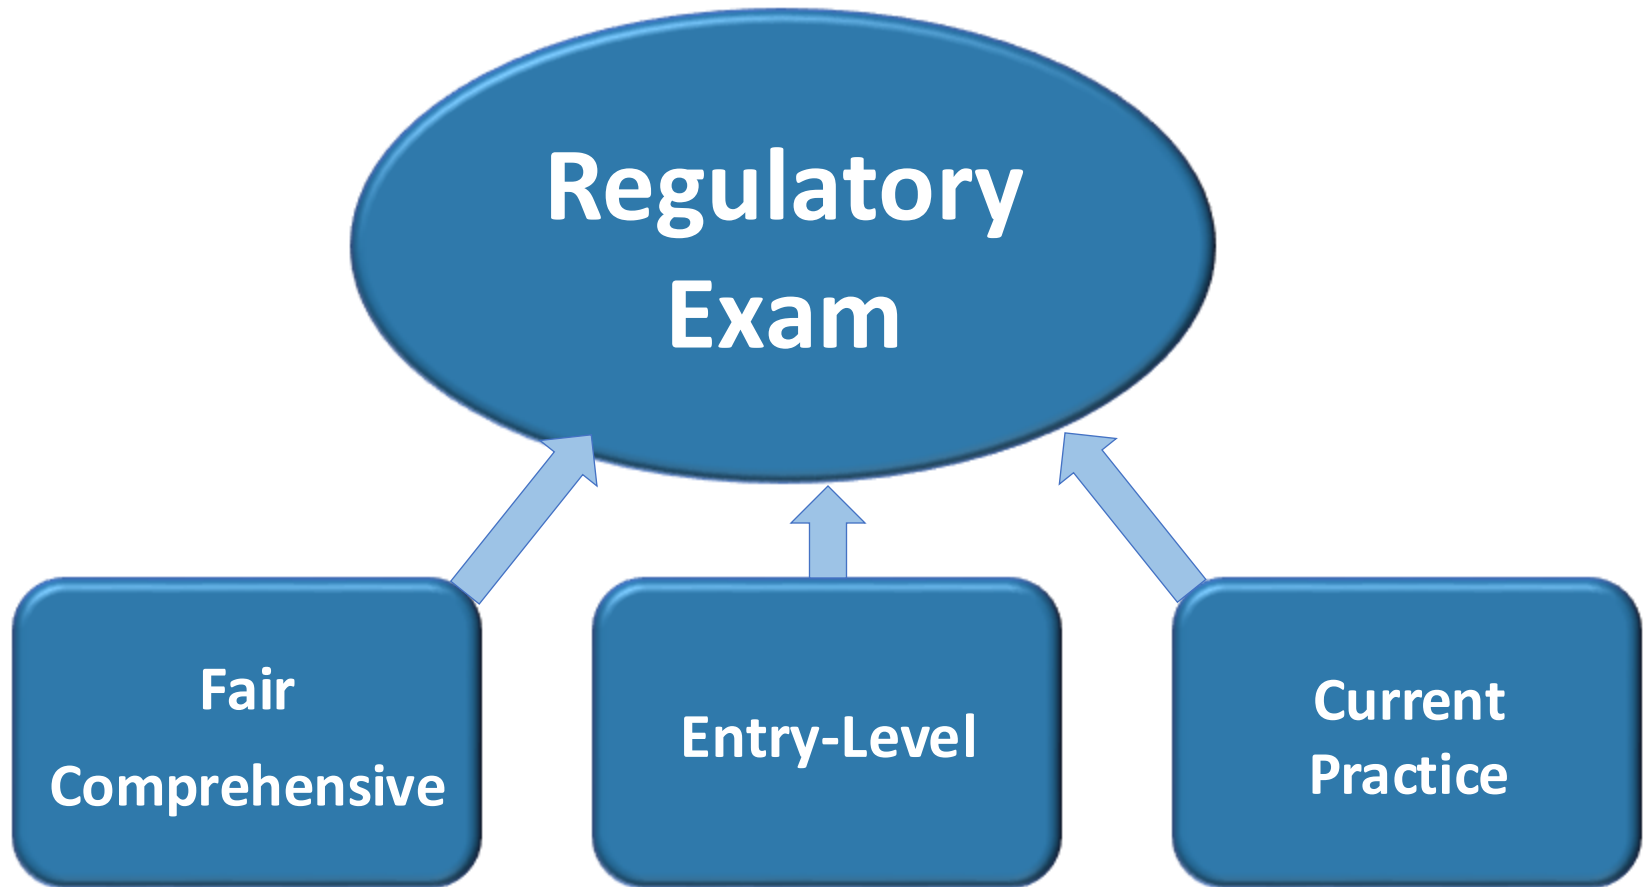 Regulatory
Exam
Fair
Comprehensive
Entry-Level
Current
Practice